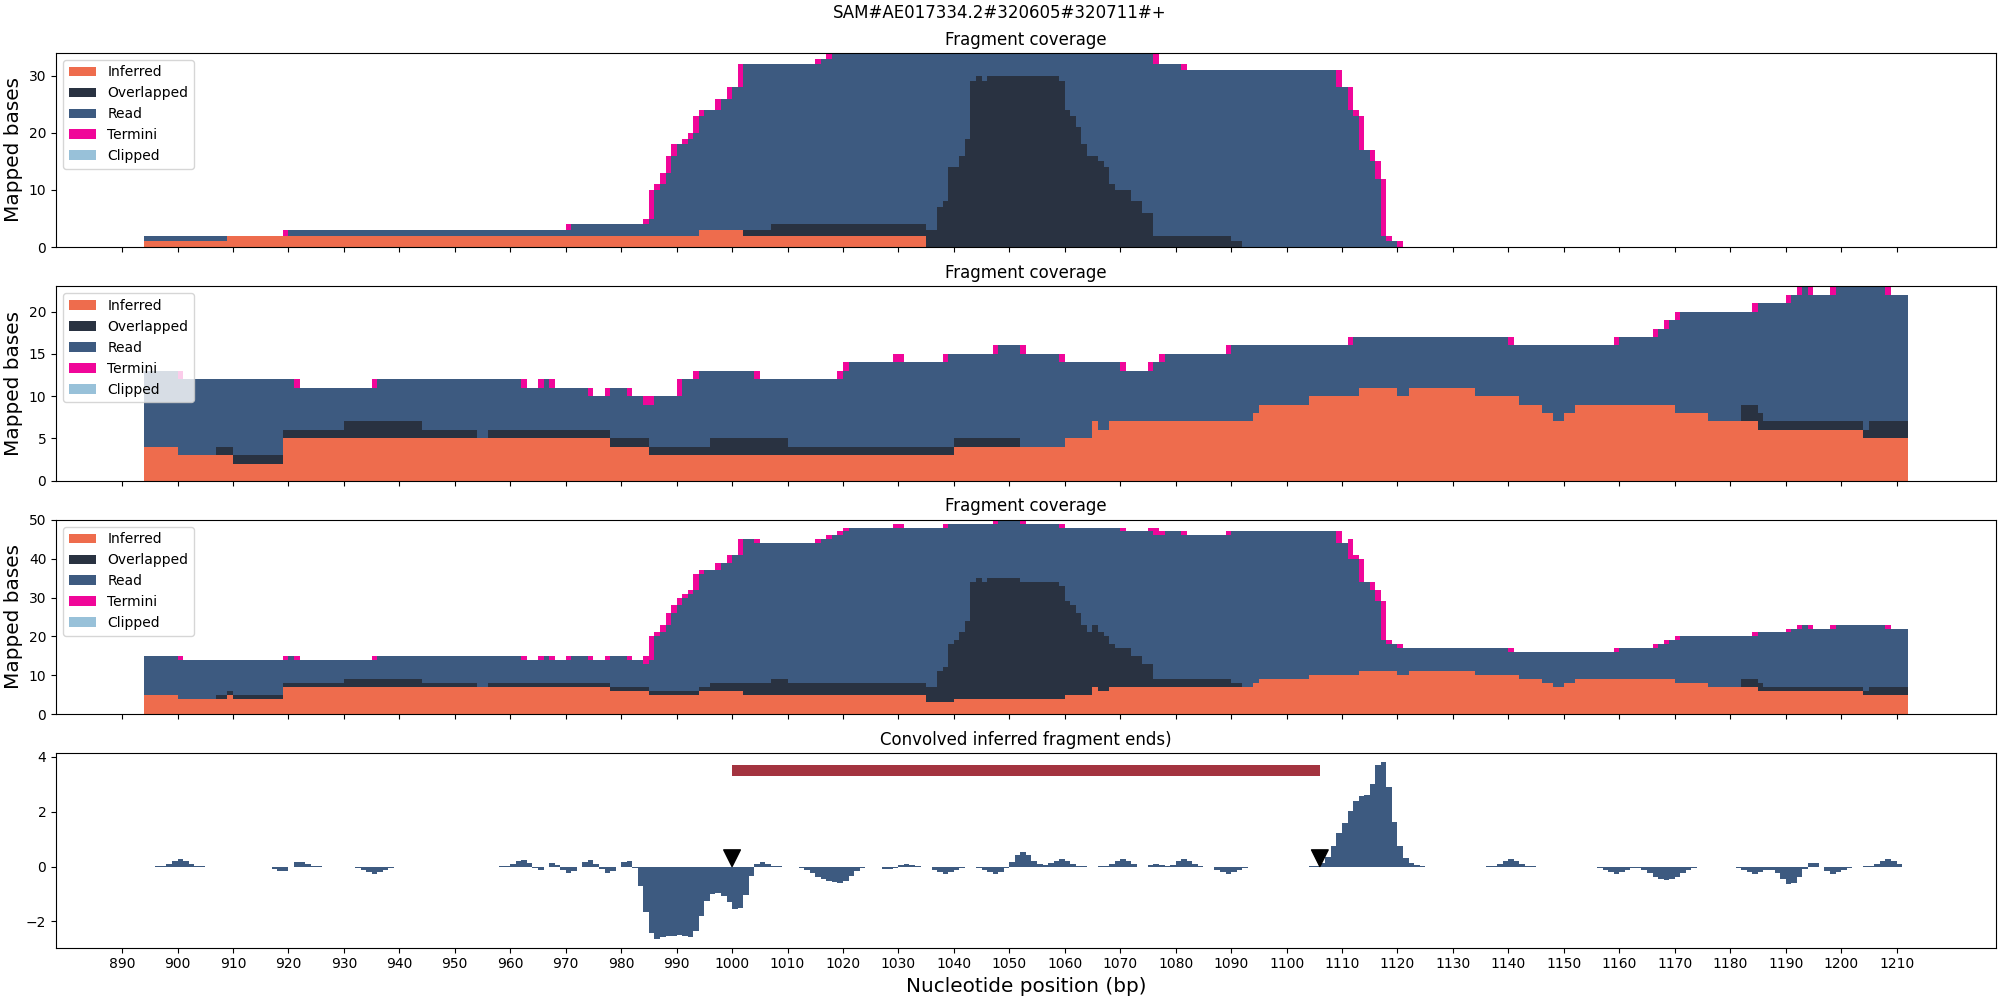 SAM#AE017334.2#320605#320711#+
Fragment coverage
Mapped bases
30
20
10
0
Inferred
Overlapped
Read
Termini
Clipped
Fragment coverage
Mapped bases
20
15
10
5
0
Inferred
Overlapped
Read
Termini
Clipped
Fragment coverage
Mapped bases
50
40
30
20
10
0
Inferred
Overlapped
Read
Termini
Clipped
Convolved inferred fragment ends)
4
2
0
−2
890 900 910 920 930 940 950 960 970 980 990 1000 1010 1020 1030 1040 1050 1060 1070 1080 1090 1100 1110 1120 1130 1140 1150 1160 1170 1180 1190 1200 1210
Nucleotide position (bp)